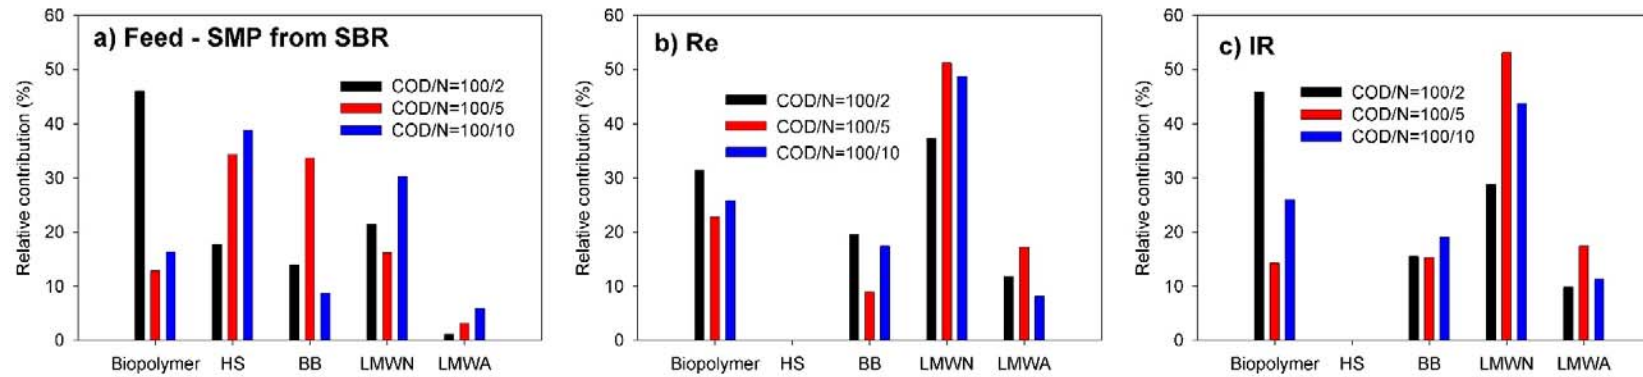 a) Feed - SMP from SBR
Relative contribution (%)
60
50
40
30
20
10
0
COD/N=100/2
COD/N=100/5
COD/N=100/10
Biopolymer HS BB LMWN LMWA
b) Re
Relative contribution (%)
60
50
40
30
20
10
0
COD/N=100/2
COD/N=100/5
COD/N=100/10
Biopolymer HS BB LMWN LMWA
c) IR
Relative contribution (%)
60
50
40
30
20
10
0
COD/N=100/2
COD/N=100/5
COD/N=100/10
Biopolymer HS BB LMWN LMWA